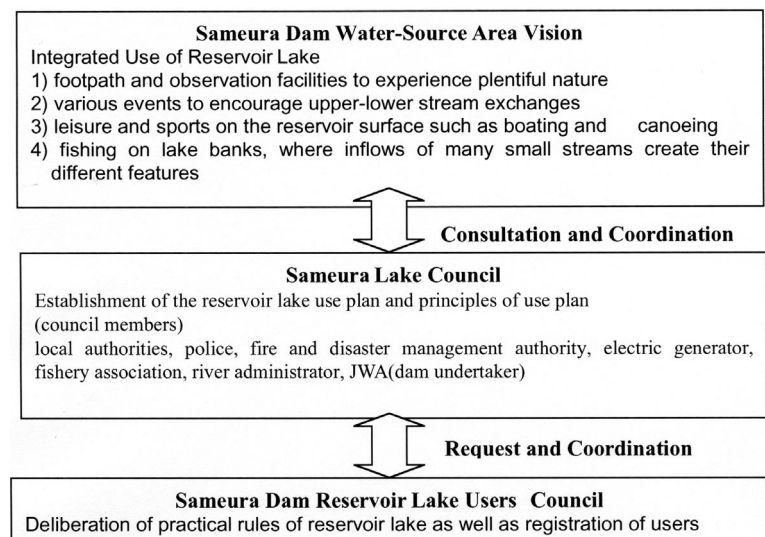 Sameura Dam Water-Source Area Vision
Integrated Use of Reservoir Lake
1) footpath and observation facilities to experience plentiful nature
2) various events to encourage upper-lower stream exchanges
3) leisure and sports on the reservoir surface such as boating and canoeing
4) fishing on lake banks, where inflows of many small streams create their
different features
Consultation and Coordination
Sameura Lake Council
Establishment of the reservoir lake use plan and principles of use plan
(council members)
local authorities, police, fire and disaster management authority, electric generator,
fishery association, river administrator, JWA(dam undertaker)
Request and Coordination
Sameura Dam Reservoir Lake Users Council
Deliberation of practical rules of reservoir lake as well as registration of users